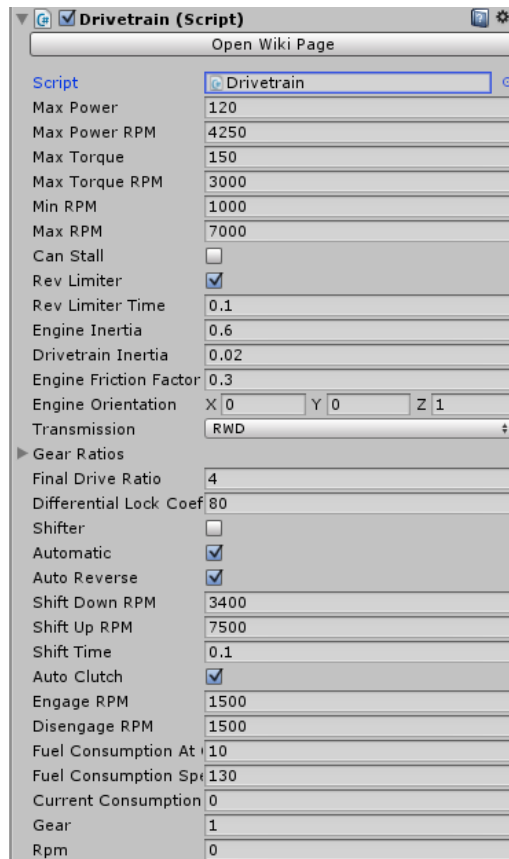 Drivetrain (Script)
Open Wiki Page
Script Drivetrain
Max Power 120
Max Power RPM 4250
Max Torque 150
Max Torque RPM 3000
Min RPM 1000
Max RPM 7000
Can Stall
Rev Limiter
Rev Limiter Time 0.1
Engine Inertia 0.6
Drivetrain Inertia 0.02
Engine Friction Factor 0.3
Engine Orientation X 0 Y 0 Z 1
Transmission RWD
Gear Ratios
Final Drive Ratio 4
Differential Lock Coef 80
Shifter
Automatic
Auto Reverse
Shift Down RPM 3400
Shift Up RPM 7500
Shift Time 0.1
Auto Clutch
Engage RPM 1500
Disengage RPM 1500
Fuel Consumption At 10
Fuel Consumption Spe 130
Current Consumption 0
Gear 1
Rpm 0